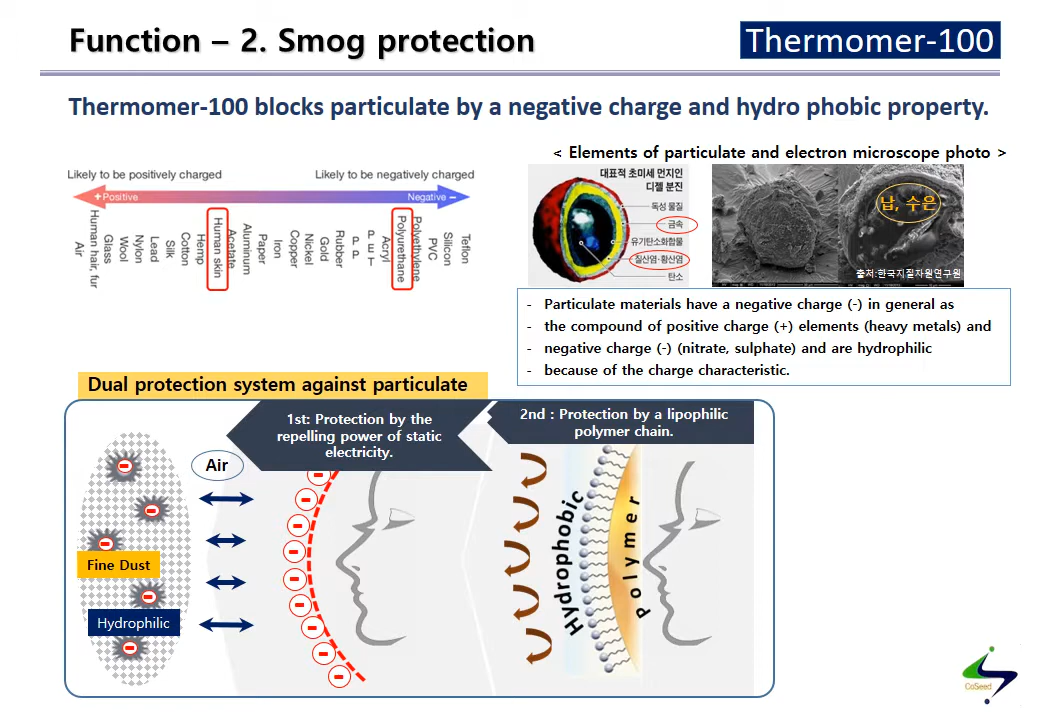 Function – 2. Smog protection
Thermomer-100
Thermomer-100 blocks particulate by a negative charge and hydro phobic property.
< Elements of particulate and electron microscope photo >
Likely to be positively charged
Likely to be negatively charged
+Positive
Negative −
Air
Human hair, fur
Glass
Wool
Nylon
Lead
Silk
Cotton
Hemp
Human skin
Acetate
Aluminum
Paper
Iron
Copper
Nickel
Gold
Rubber
Acryl
Polyurethane
Polyethylene
PVC
Silicon
Teflon
대표적 초미세 먼지인
디젤 분진
독성 물질
금속
유기탄소화합물
질산염·황산염
탄소
납, 수은
출처:한국지질자원연구원
- Particulate materials have a negative charge (-) in general as
- the compound of positive charge (+) elements (heavy metals) and
- negative charge (-) (nitrate, sulphate) and are hydrophilic
- because of the charge characteristic.
Dual protection system against particulate
1st: Protection by the
repelling power of static
electricity.
2nd : Protection by a lipophilic
polymer chain.
Air
Fine Dust
Hydrophilic
Hydrophobic
Polymer
CoSeed